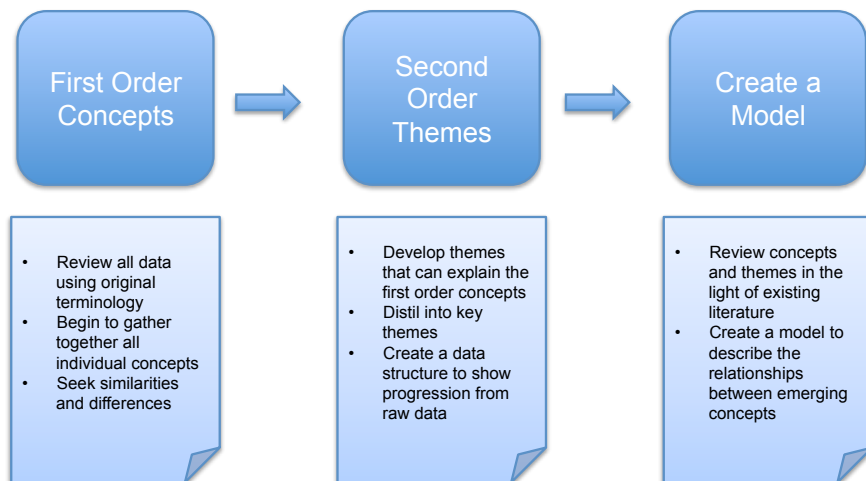 First Order
Concepts
Second
Order
Themes
Create a
Model
• Review all data
using original
terminology
• Begin to gather
together all
individual concepts
• Seek similarities
and differences
• Develop themes
that can explain the
first order concepts
• Distil into key
themes
• Create a data
structure to show
progression from
raw data
• Review concepts
and themes in the
light of existing
literature
• Create a model to
describe the
relationships
between emerging
concepts